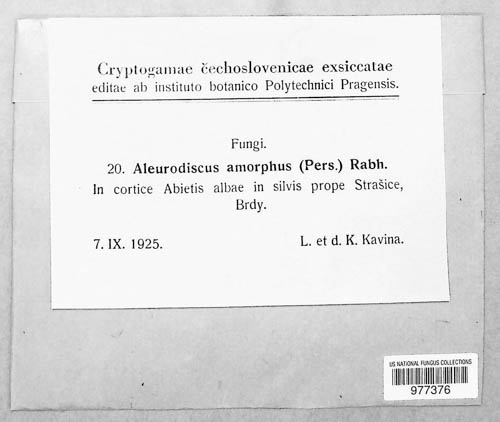 Cryptogamae čechoslovenicae exsiccatae
editae ab instituto botanico Polytechnici Pragensis.
Fungi.
20. Aleurodiscus amorphus (Pers.) Rabh.
In cortice Abietis albae in silvis prope Strašice,
Brdy.
7. IX. 1925. L. et d. K. Kavina.
US NATIONAL FUNGUS COLLECTIONS
977376